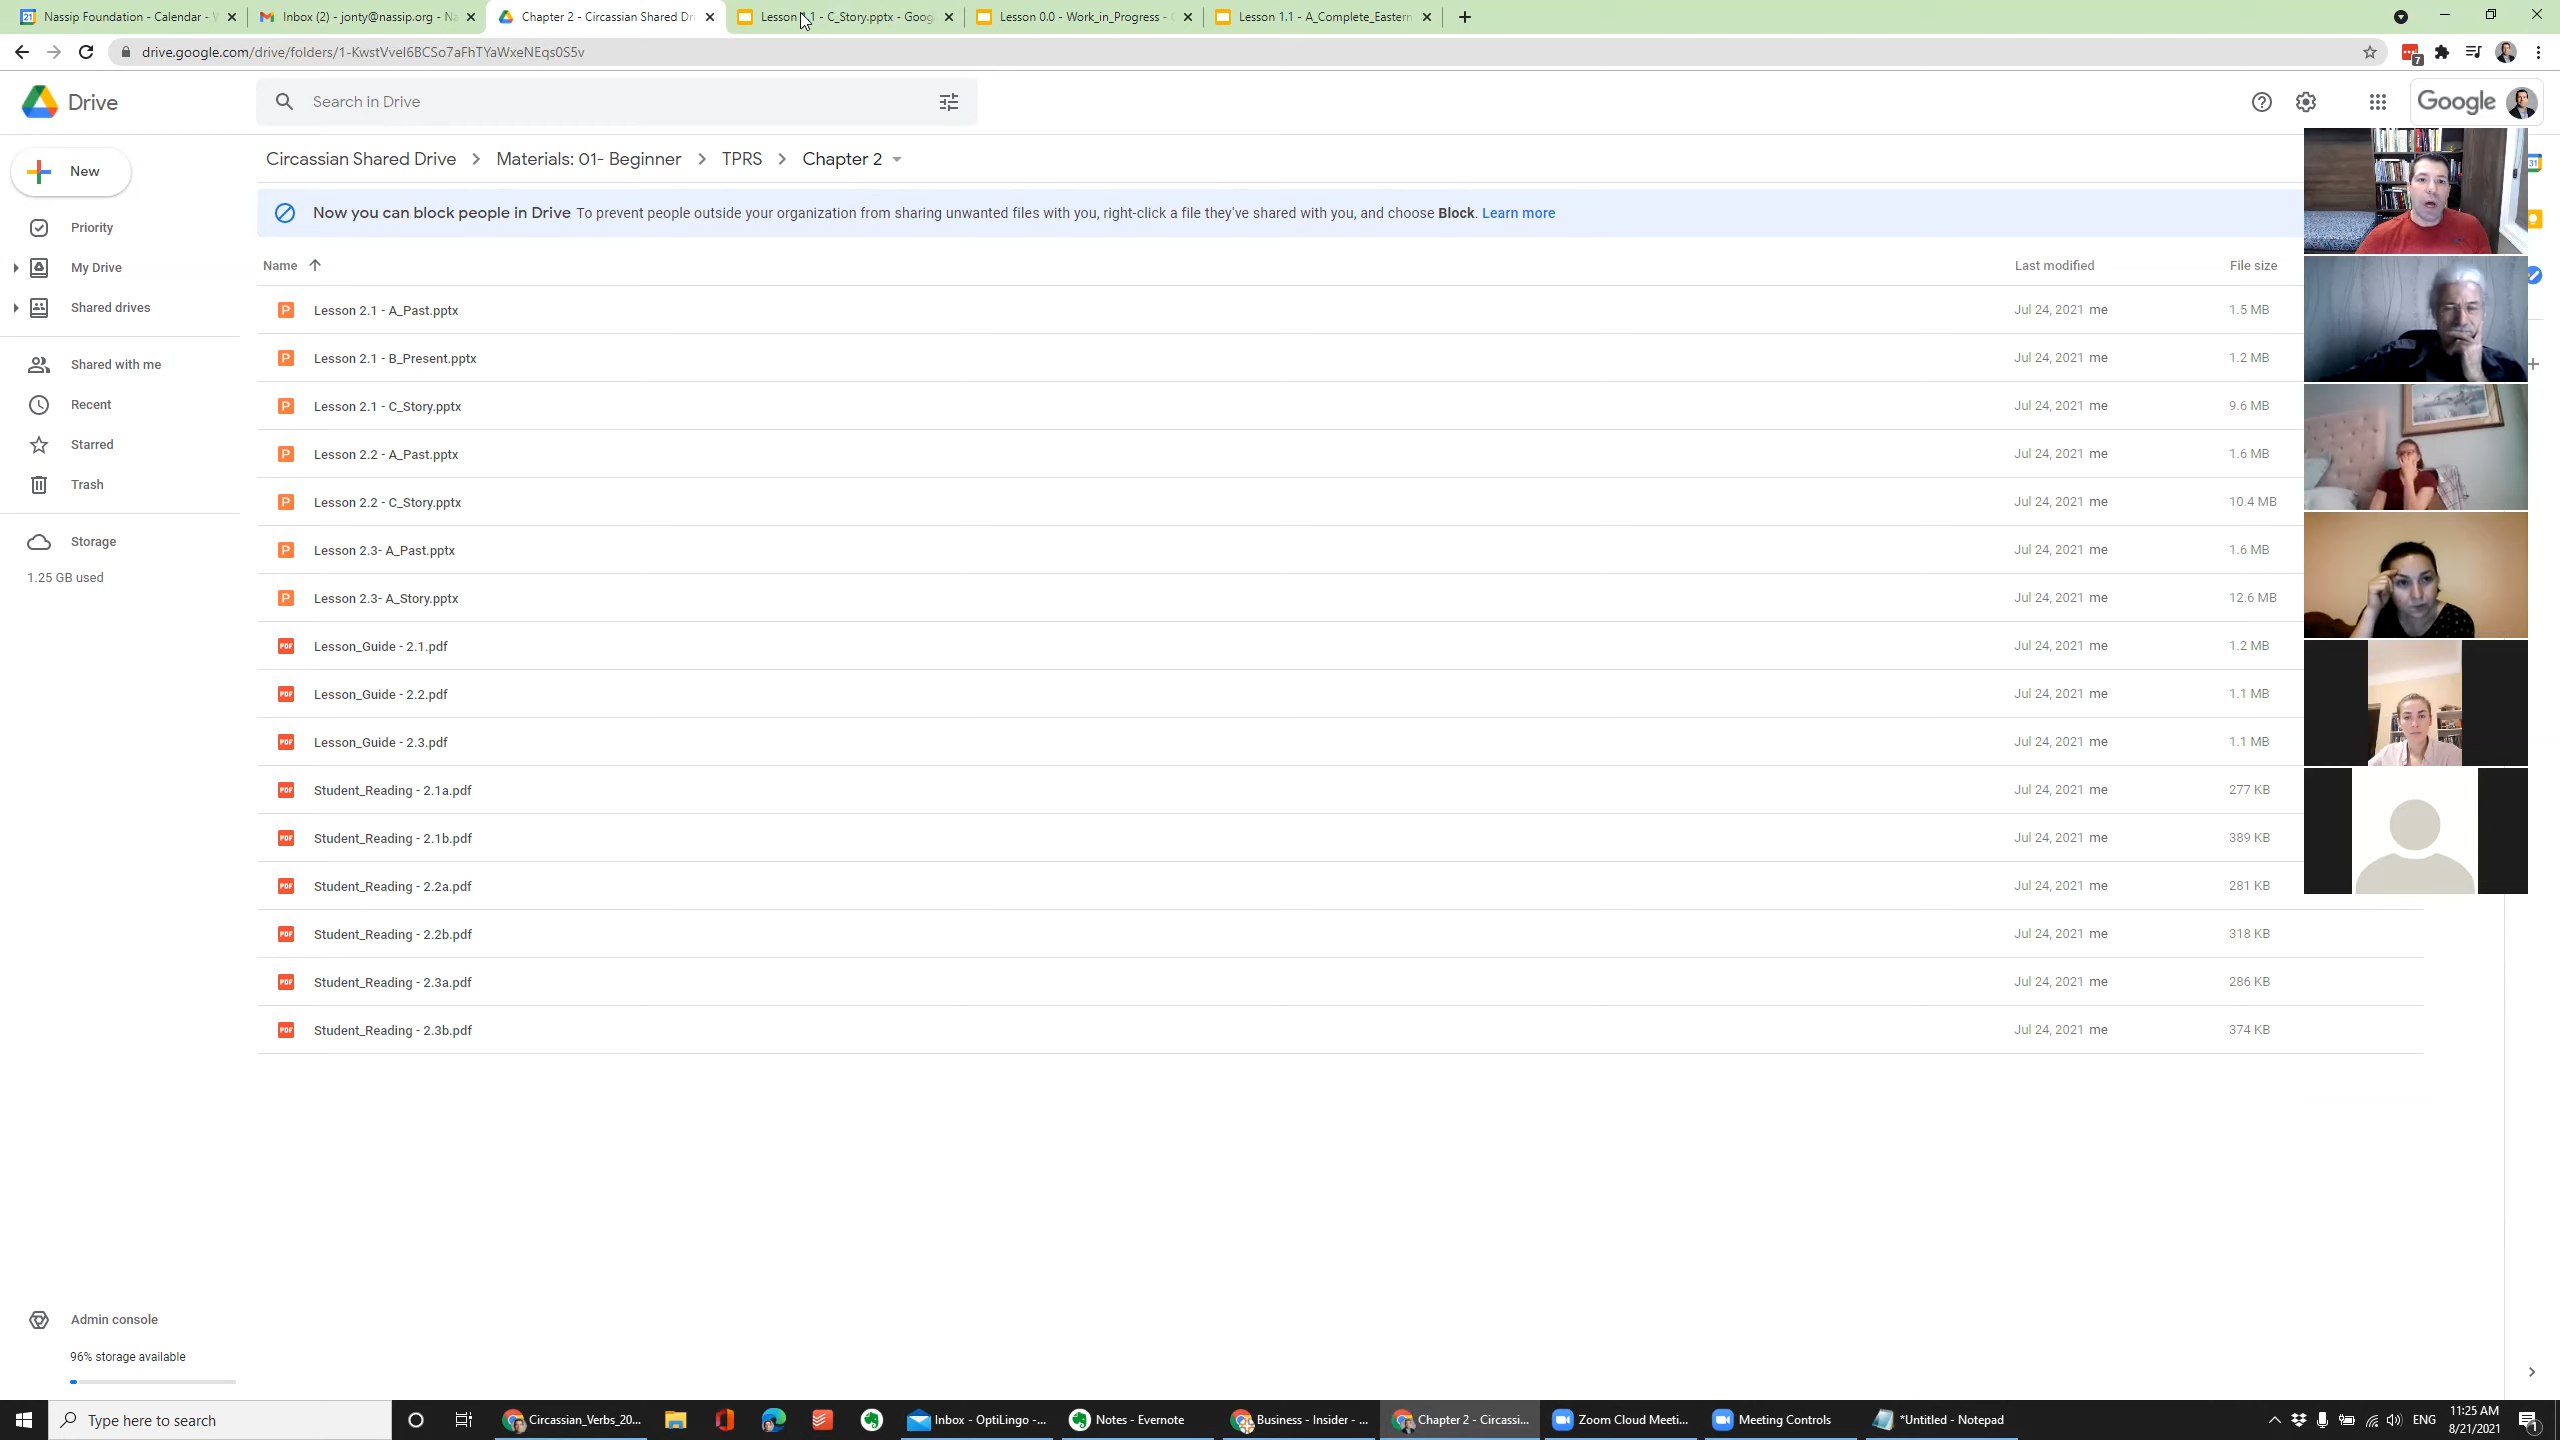 Nassip Foundation - Calendar -
Inbox (2) - jonty@nassip.org - Na
Chapter 2 - Circassian Shared Dri
Lesson 1 - C_Story.pptx - Goog
Lesson 0.0 - Work_in_Progress -
Lesson 1.1 - A_Complete_Eastern
drive.google.com/drive/folders/1-KwstVveI6BCSo7aFhTYaWxeNEqs0S5v
7
Drive
Search in Drive
Google
Circassian Shared Drive
Materials: 01- Beginner
TPRS
Chapter 2
New
Now you can block people in Drive To prevent people outside your organization from sharing unwanted files with you, right-click a file they've shared with you, and choose Block. Learn more
Priority
My Drive
Shared drives
Shared with me
Recent
Starred
Trash
Storage
1.25 GB used
Name
Last modified
File size
Lesson 2.1 - A_Past.pptx Jul 24, 2021 me 1.5 MB
Lesson 2.1 - B_Present.pptx Jul 24, 2021 me 1.2 MB
Lesson 2.1 - C_Story.pptx Jul 24, 2021 me 9.6 MB
Lesson 2.2 - A_Past.pptx Jul 24, 2021 me 1.6 MB
Lesson 2.2 - C_Story.pptx Jul 24, 2021 me 10.4 MB
Lesson 2.3- A_Past.pptx Jul 24, 2021 me 1.6 MB
Lesson 2.3- A_Story.pptx Jul 24, 2021 me 12.6 MB
Lesson_Guide - 2.1.pdf Jul 24, 2021 me 1.2 MB
Lesson_Guide - 2.2.pdf Jul 24, 2021 me 1.1 MB
Lesson_Guide - 2.3.pdf Jul 24, 2021 me 1.1 MB
Student_Reading - 2.1a.pdf Jul 24, 2021 me 277 KB
Student_Reading - 2.1b.pdf Jul 24, 2021 me 389 KB
Student_Reading - 2.2a.pdf Jul 24, 2021 me 281 KB
Student_Reading - 2.2b.pdf Jul 24, 2021 me 318 KB
Student_Reading - 2.3a.pdf Jul 24, 2021 me 286 KB
Student_Reading - 2.3b.pdf Jul 24, 2021 me 374 KB
Admin console
96% storage available
Type here to search
Circassian_Verbs_20...
Inbox - OptiLingo -...
Notes - Evernote
Business - Insider - ...
Chapter 2 - Circassi...
Zoom Cloud Meeti...
Meeting Controls
*Untitled - Notepad
ENG
11:25 AM
8/21/2021
1